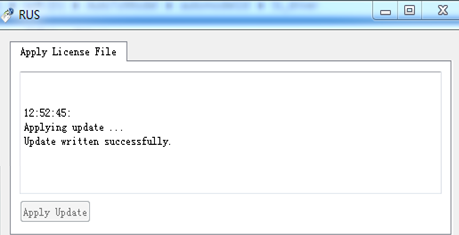 RUS
Apply License File
12:52:45:
Applying update ...
Update written successfully.
Apply Update